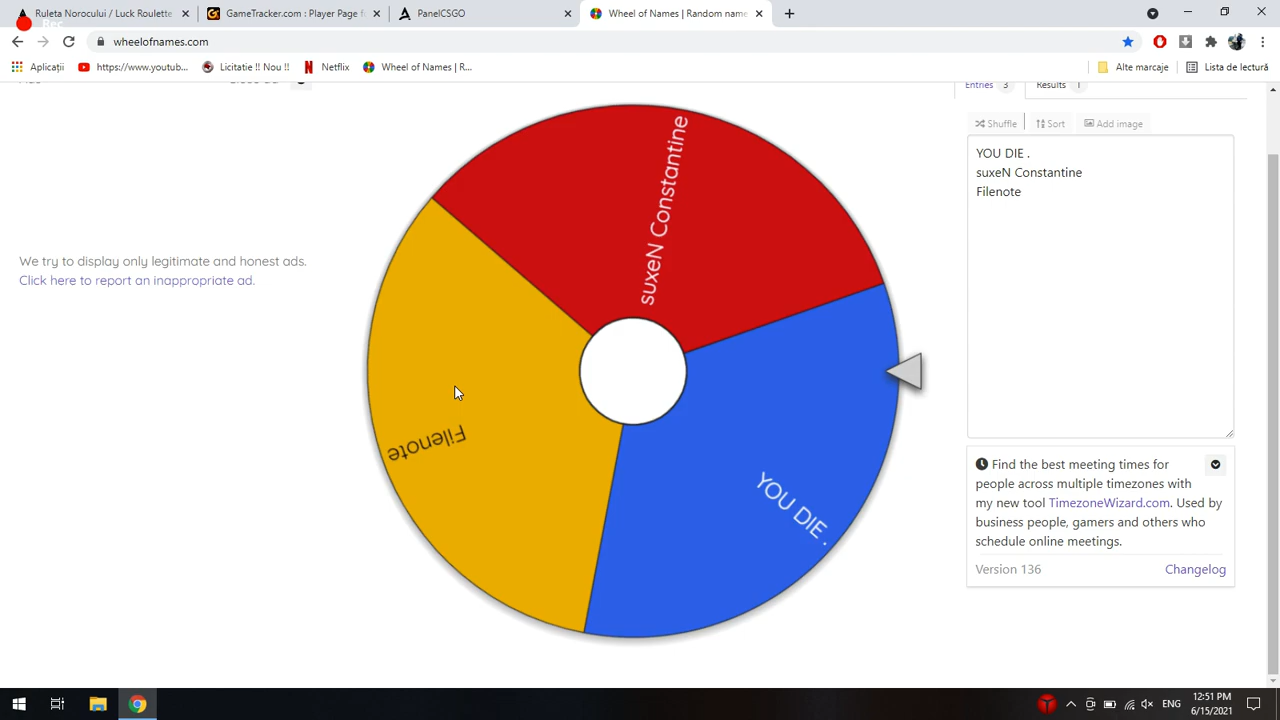 Ruleta Norocului / Luck Roulette
GameTracker.com : Player Page f
PanelCSGO
Wheel of Names | Random name
wheelofnames.com
Aplicații
https://www.youtub...
Licitatie !! Nou !!
Netflix
Wheel of Names | R...
Alte marcaje
Lista de lectură
Entries 3
Results 1
Shuffle
Sort
Add image
YOU DIE .
suxeN Constantine
Filenote
We try to display only legitimate and honest ads.
Click here to report an inappropriate ad.
suxeN Constantine
Filenote
YOU DIE .
Find the best meeting times for
people across multiple timezones with
my new tool TimezoneWizard.com. Used by
business people, gamers and others who
schedule online meetings.
Version 136
Changelog
ENG
12:51 PM
6/15/2021